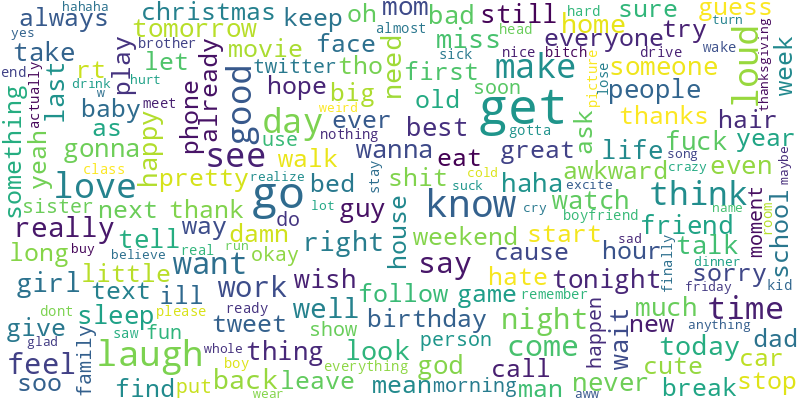 hahaha christmas keep oh mom bad still sure guess
always tomorrow almost hard home turn
yes take brother rt let movie twitter face tho miss head everyone try
end play already hope big need first nice bitch make someone drive wake loud week thanksgiving
actually last drink hurt phone good sick soon picture lose people
something w baby meet day ever old get ask thanks
as weird nothing best gotta hair
yeah gonna happy use wanna great fuck year
class see walk eat life song
love pretty realize bed stay shit haha awkward crazy even maybe
sister go cold suck excite watch think
next thank lot do guy know cry boyfriend name
really way house friend room moment school
long tell damn run right weekend start talk
buy believe real okay say cause hour sad finally dinner
girl little want wish hate tonight sorry kid
text ill work follow game remember friday
dont please ready well night happen much time
give sleep birthday wait new anything
saw fun tweet show person come
glad laugh whole thing look god today dad
feel family boy everything call cute car
soo find put back leave mean morning man never break stop
wear aww